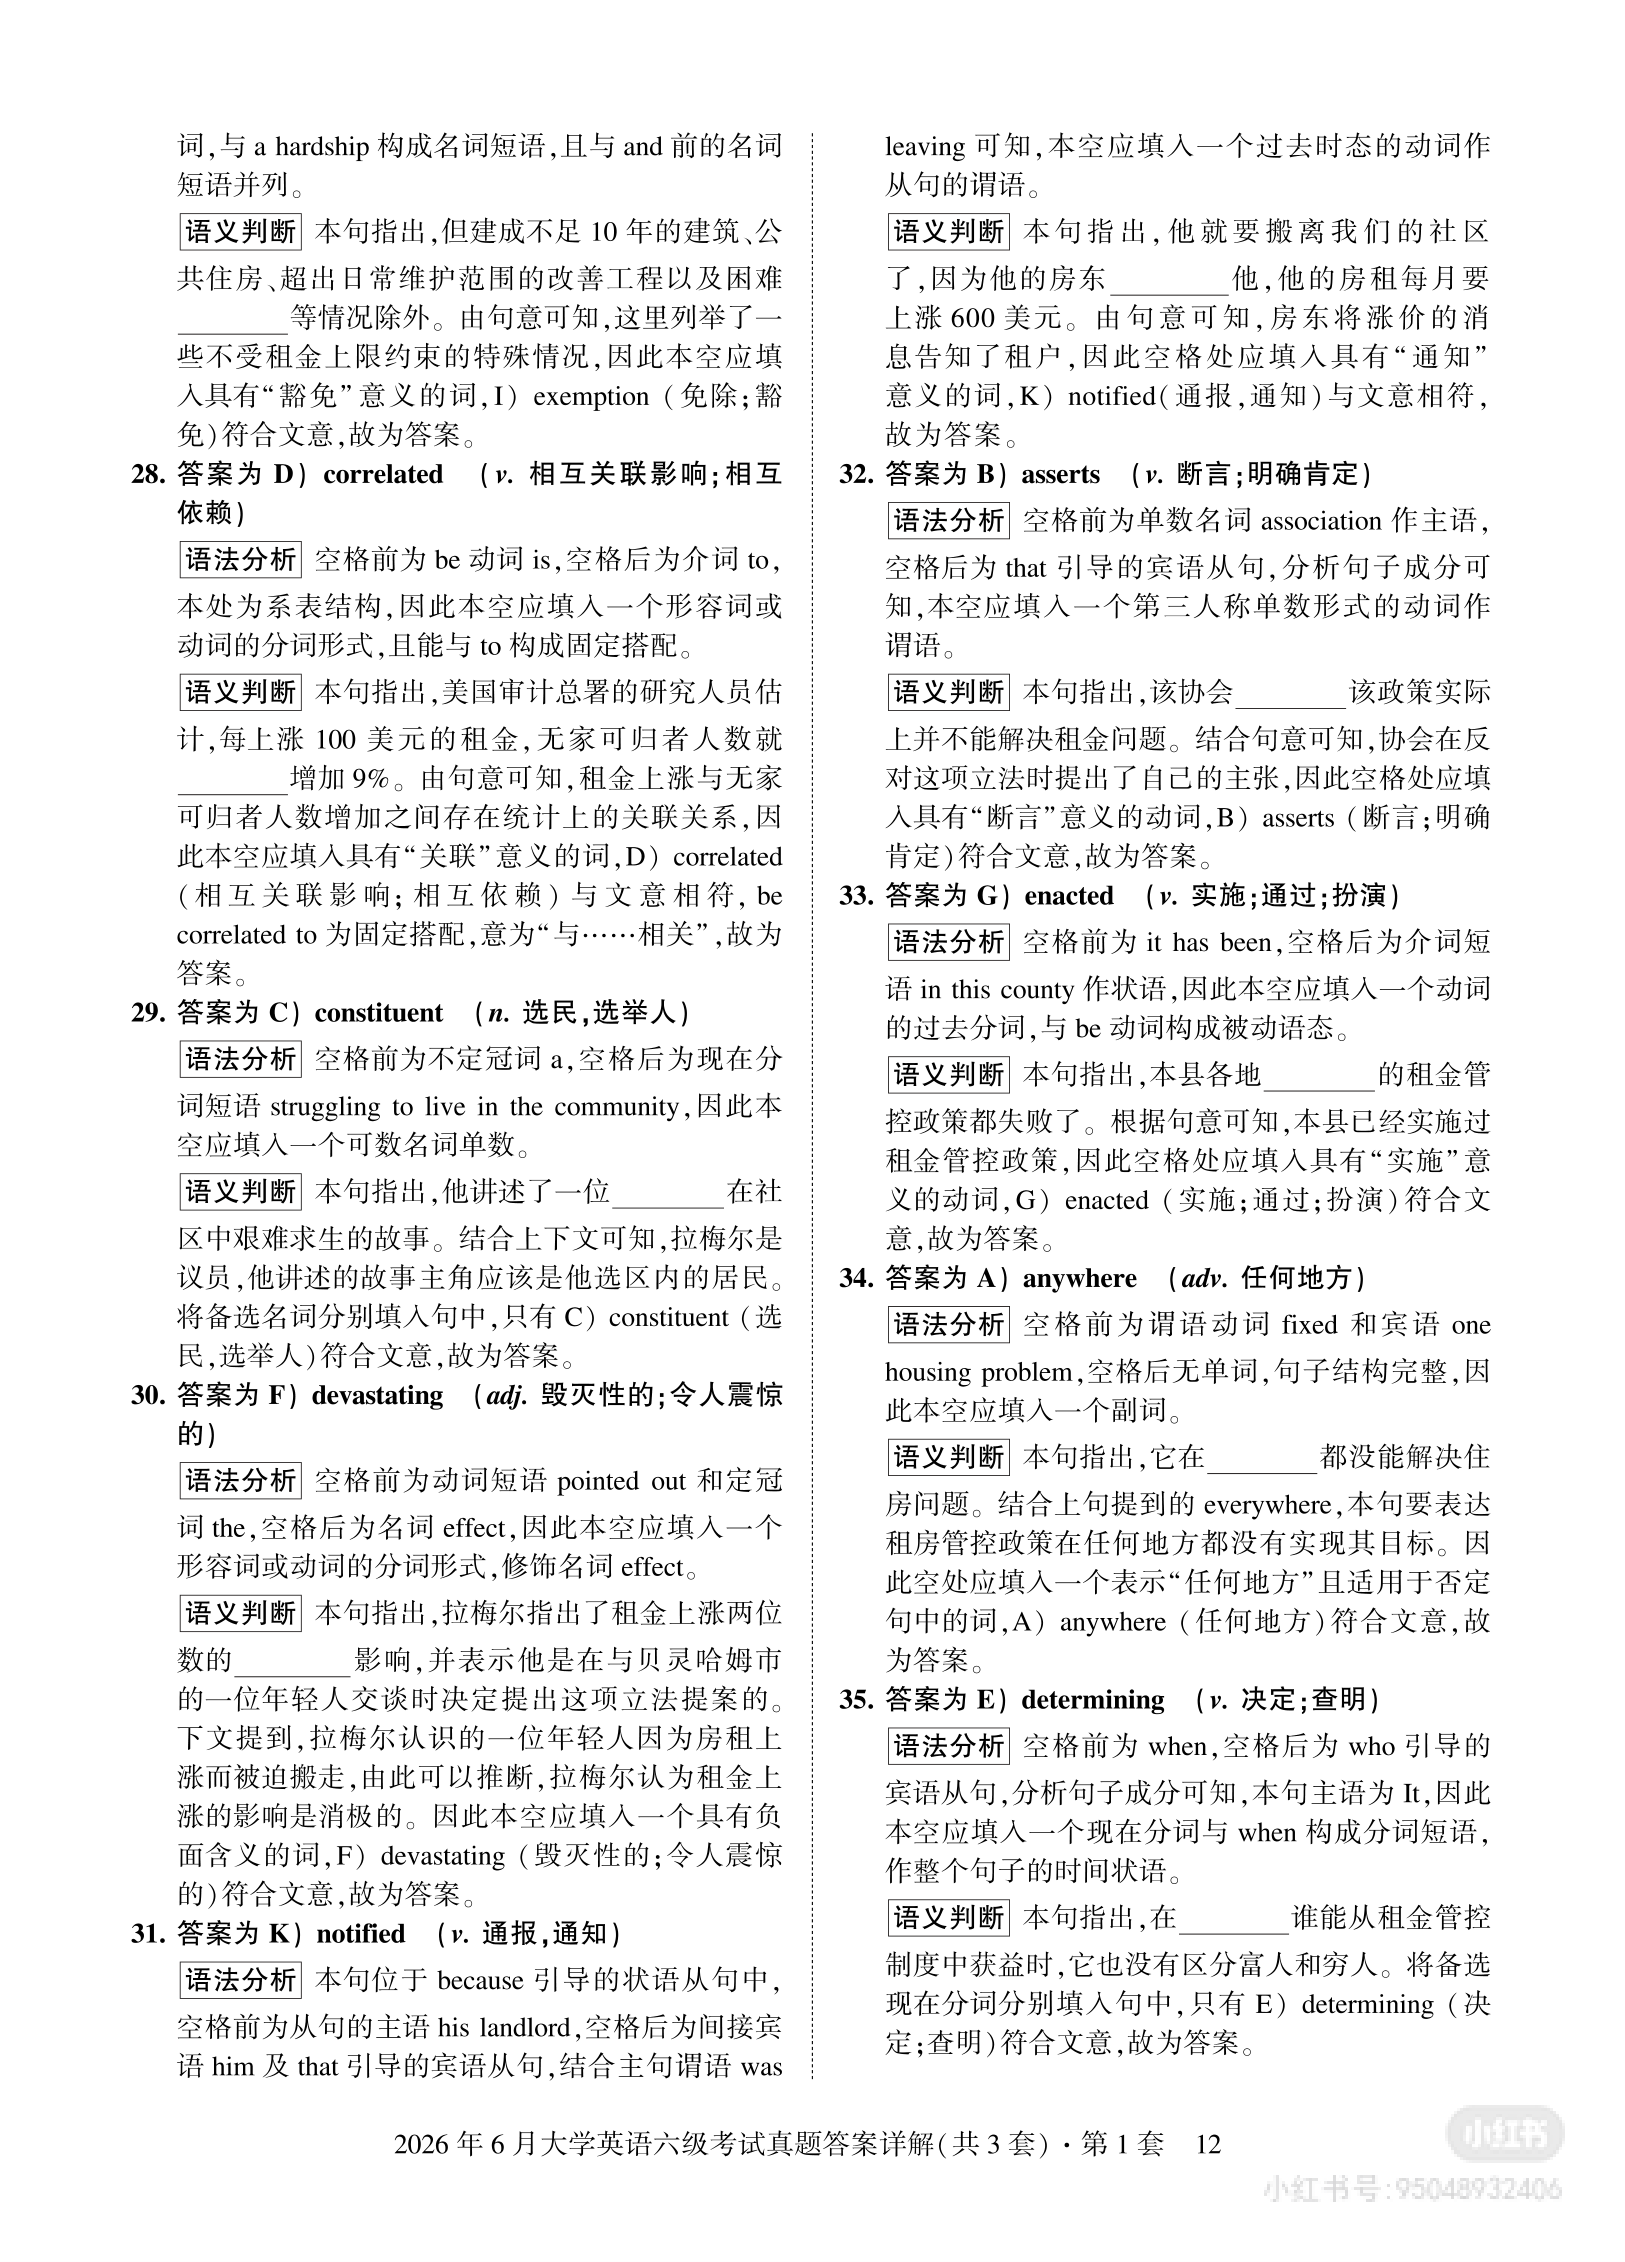 词,与 a hardship 构成名词短语,且与 and 前的名词
短语并列。
语义判断 本句指出,但建成不足 10 年的建筑、公
共住房、超出日常维护范围的改善工程以及困难
________等情况除外。由句意可知,这里列举了一
些不受租金上限约束的特殊情况,因此本空应填
入具有“豁免”意义的词,I) exemption (免除;豁
免)符合文意,故为答案。
28. 答案为 D) correlated (v. 相互关联影响;相互
依赖)
语法分析 空格前为 be 动词 is,空格后为介词 to,
本处为系表结构,因此本空应填入一个形容词或
动词的分词形式,且能与 to 构成固定搭配。
语义判断 本句指出,美国审计总署的研究人员估
计,每上涨 100 美元的租金,无家可归者人数就
________增加 9%。由句意可知,租金上涨与无家
可归者人数增加之间存在统计上的关联关系,因
此本空应填入具有“关联”意义的词,D) correlated
(相互关联影响;相互依赖)与文意相符, be
correlated to 为固定搭配,意为“与……相关”,故为
答案。
29. 答案为 C) constituent (n. 选民,选举人)
语法分析 空格前为不定冠词 a,空格后为现在分
词短语 struggling to live in the community,因此本
空应填入一个可数名词单数。
语义判断 本句指出,他讲述了一位________在社
区中艰难求生的故事。结合上下文可知,拉梅尔是
议员,他讲述的故事主角应该是他选区内的居民。
将备选名词分别填入句中,只有 C) constituent (选
民,选举人)符合文意,故为答案。
30. 答案为 F) devastating (adj. 毁灭性的;令人震惊
的)
语法分析 空格前为动词短语 pointed out 和定冠
词 the,空格后为名词 effect,因此本空应填入一个
形容词或动词的分词形式,修饰名词 effect。
语义判断 本句指出,拉梅尔指出了租金上涨两位
数的________影响,并表示他是在与贝灵哈姆市
的一位年轻人交谈时决定提出这项立法提案的。
下文提到,拉梅尔认识的一位年轻人因为房租上
涨而被迫搬走,由此可以推断,拉梅尔认为租金上
涨的影响是消极的。因此本空应填入一个具有负
面含义的词,F) devastating (毁灭性的;令人震惊
的)符合文意,故为答案。
31. 答案为 K) notified (v. 通报,通知)
语法分析 本句位于 because 引导的状语从句中,
空格前为从句的主语 his landlord,空格后为间接宾
语 him 及 that 引导的宾语从句,结合主句谓语 was
leaving 可知,本空应填入一个过去时态的动词作
从句的谓语。
语义判断 本句指出,他就要搬离我们的社区
了,因为他的房东________他,他的房租每月要
上涨 600 美元。由句意可知,房东将涨价的消
息告知了租户,因此空格处应填入具有“通知”
意义的词,K) notified(通报,通知)与文意相符,
故为答案。
32. 答案为 B) asserts (v. 断言;明确肯定)
语法分析 空格前为单数名词 association 作主语,
空格后为 that 引导的宾语从句,分析句子成分可
知,本空应填入一个第三人称单数形式的动词作
谓语。
语义判断 本句指出,该协会________该政策实际
上并不能解决租金问题。结合句意可知,协会在反
对这项立法时提出了自己的主张,因此空格处应填
入具有“断言”意义的动词,B) asserts (断言;明确
肯定)符合文意,故为答案。
33. 答案为 G) enacted (v. 实施;通过;扮演)
语法分析 空格前为 it has been,空格后为介词短
语 in this county 作状语,因此本空应填入一个动词
的过去分词,与 be 动词构成被动语态。
语义判断 本句指出,本县各地________的租金管
控政策都失败了。根据句意可知,本县已经实施过
租金管控政策,因此空格处应填入具有“实施”意
义的动词,G) enacted (实施;通过;扮演)符合文
意,故为答案。
34. 答案为 A) anywhere (adv. 任何地方)
语法分析 空格前为谓语动词 fixed 和宾语 one
housing problem,空格后无单词,句子结构完整,因
此本空应填入一个副词。
语义判断 本句指出,它在________都没能解决住
房问题。结合上句提到的 everywhere,本句要表达
租房管控政策在任何地方都没有实现其目标。因
此空处应填入一个表示“任何地方”且适用于否定
句中的词,A) anywhere (任何地方)符合文意,故
为答案。
35. 答案为 E) determining (v. 决定;查明)
语法分析 空格前为 when,空格后为 who 引导的
宾语从句,分析句子成分可知,本句主语为 It,因此
本空应填入一个现在分词与 when 构成分词短语,
作整个句子的时间状语。
语义判断 本句指出,在________谁能从租金管控
制度中获益时,它也没有区分富人和穷人。将备选
现在分词分别填入句中,只有 E) determining (决
定;查明)符合文意,故为答案。
2026 年 6 月大学英语六级考试真题答案详解(共 3 套)·第 1 套 12
小红书
小红书号:95048932406